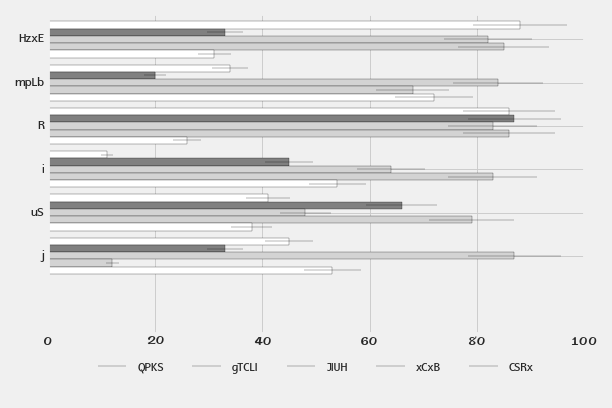 HzxE
mpLb
R
i
uS
j
0 20 40 60 80 100
QPKS gTCLI JIUH xCxB CSRx